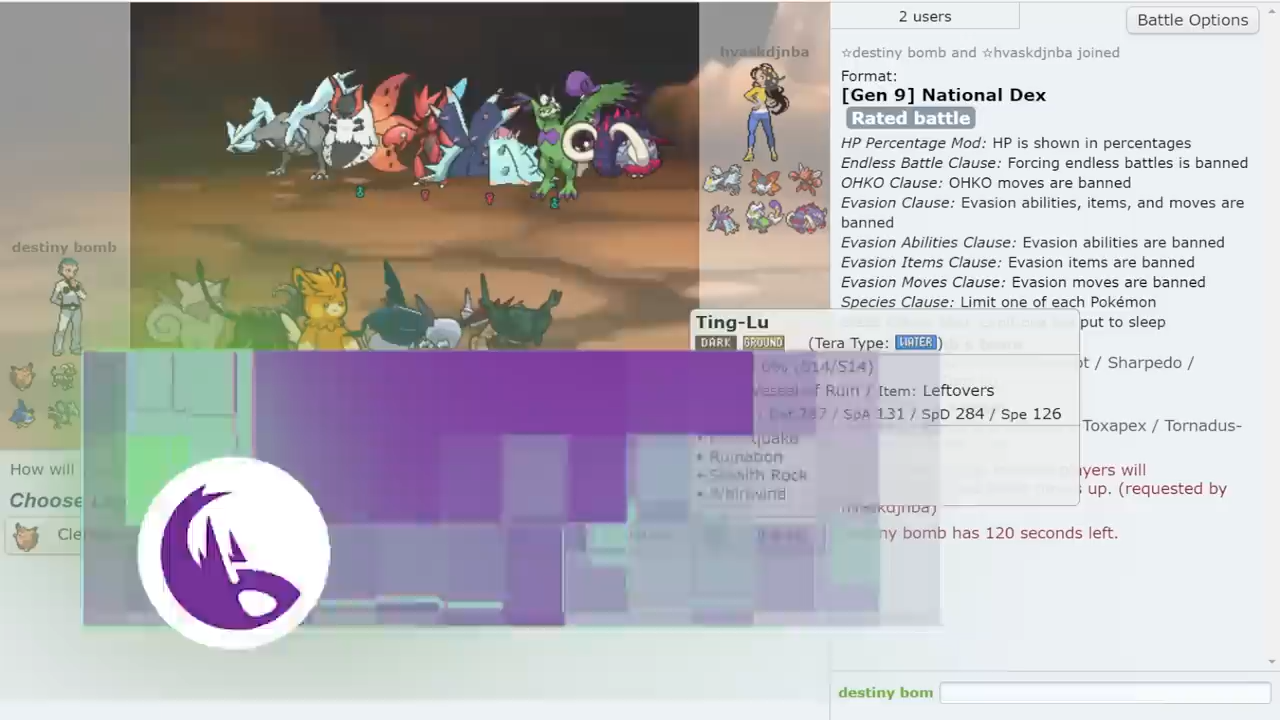 2 users
Battle Options
hvaskdjnba
☆destiny bomb and ☆hvaskdjnba joined
Format:
[Gen 9] National Dex
Rated battle
HP Percentage Mod: HP is shown in percentages
Endless Battle Clause: Forcing endless battles is banned
OHKO Clause: OHKO moves are banned
Evasion Clause: Evasion abilities, items, and moves are
banned
Evasion Abilities Clause: Evasion abilities are banned
Evasion Items Clause: Evasion items are banned
Evasion Moves Clause: Evasion moves are banned
Species Clause: Limit one of each Pokémon
put to sleep
/ Sharpedo /
Toxapex / Tornadus-
players will
up. (requested by
bomb has 120 seconds left.
destiny bomb
Ting-Lu
DARK GROUND (Tera Type: WATER)
(514/514)
of Ruin / Item: Leftovers
/ SpA 131 / SpD 284 / Spe 126
• Ruination
• Stealth Rock
• Whirlwind
How will
Choose
destiny bom